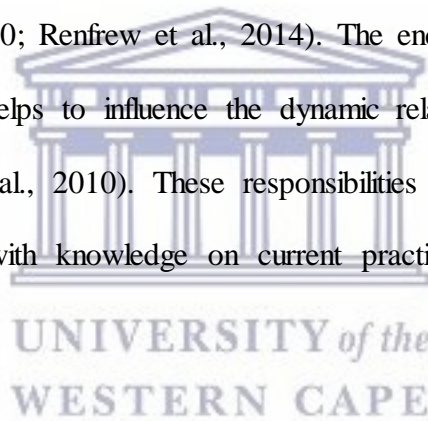 0; Renfrew et al., 2014). The en
elps to influence the dynamic rel
al., 2010). These responsibilities
with knowledge on current practi
UNIVERSITY of the
WESTERN CAPE